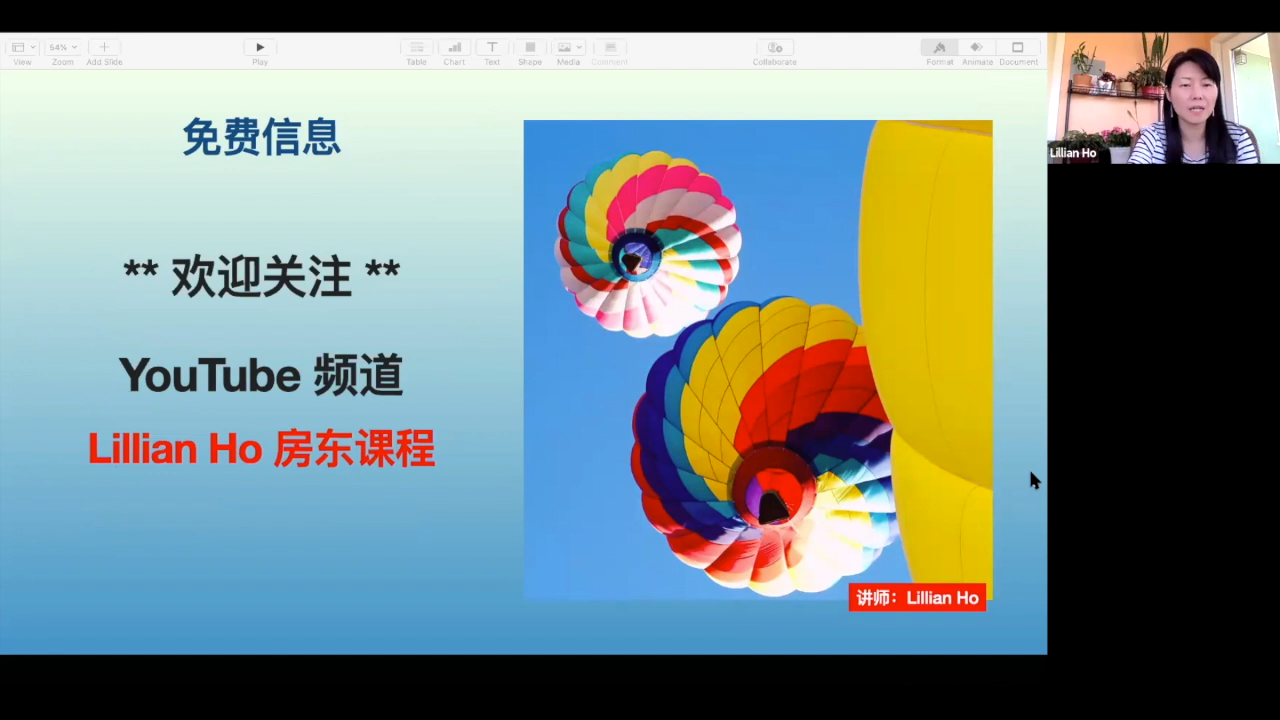 54%
View
Zoom
Add Slide
Play
Table
Chart
Text
Shape
Media
Comment
Collaborate
Format
Animate
Document
免费信息
** 欢迎关注 **
YouTube 频道
Lillian Ho 房东课程
讲师：Lillian Ho
Lillian Ho